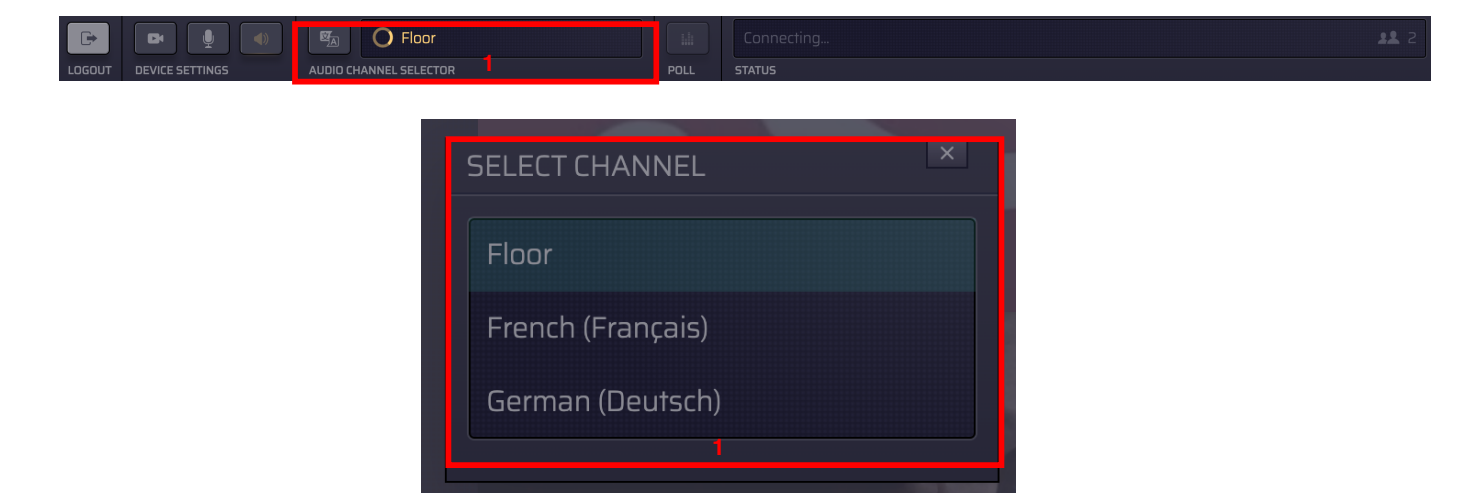 Floor
Connecting...
2
LOGOUT
DEVICE SETTINGS
AUDIO CHANNEL SELECTOR
1
POLL
STATUS
SELECT CHANNEL
Floor
French (Français)
German (Deutsch)
1